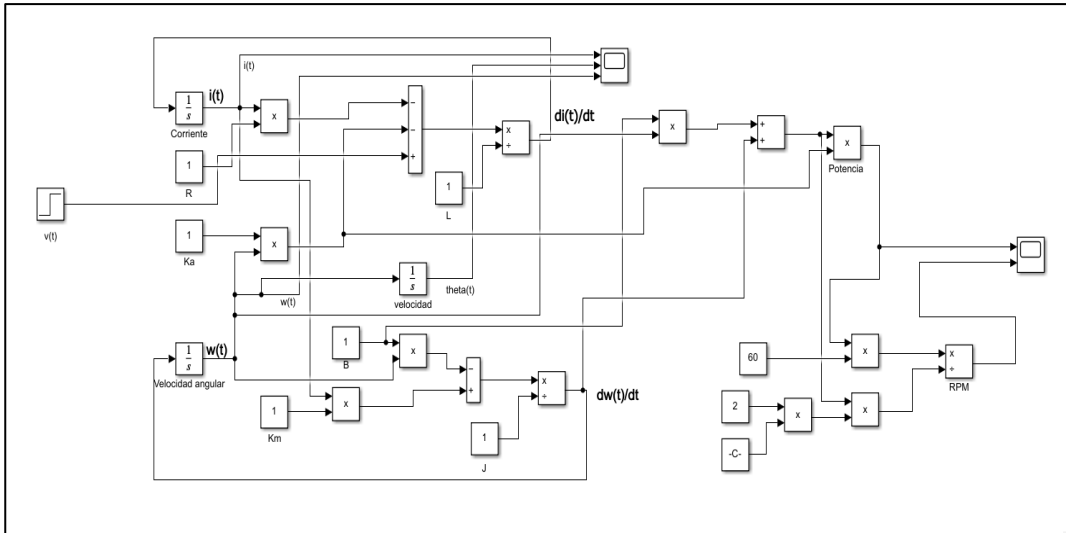 i(t)
i(t)
1
s
Corriente
x
1
R
−
−
+
x
÷
di(t)/dt
1
L
x
+
+
x
Potencia
v(t)
1
Ka
x
w(t)
1
s
velocidad
theta(t)
1
s
w(t)
Velocidad angular
1
B
x
−
+
x
÷
dw(t)/dt
1
Km
x
1
J
60
x
x
÷
RPM
2
x
x
-C-